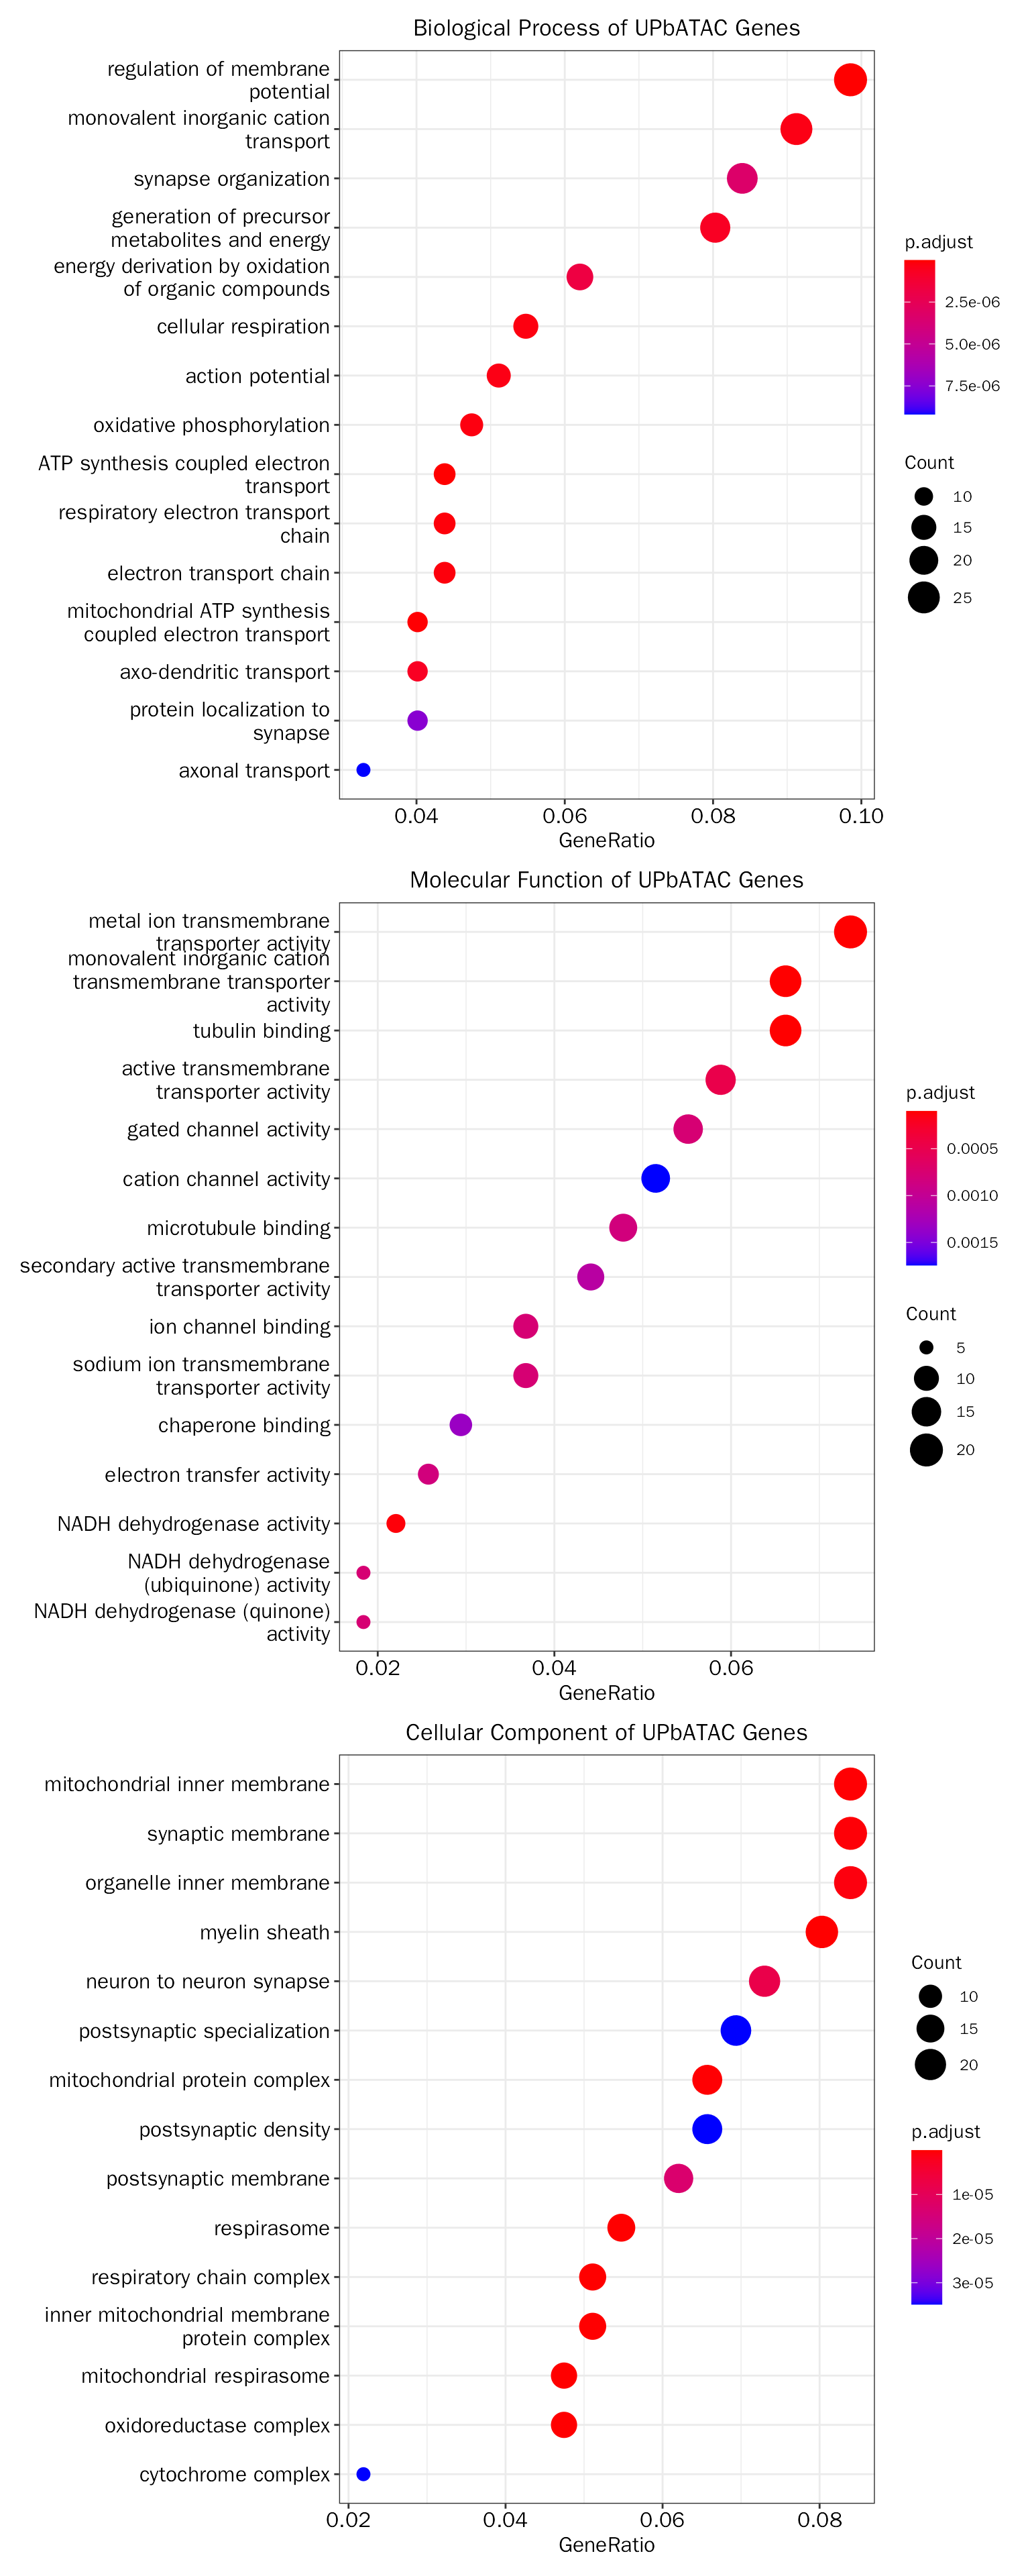 Biological Process of UPbATAC Genes
regulation of membrane
potential
monovalent inorganic cation
transport
synapse organization
generation of precursor
metabolites and energy
energy derivation by oxidation
of organic compounds
cellular respiration
action potential
oxidative phosphorylation
ATP synthesis coupled electron
transport
respiratory electron transport
chain
electron transport chain
mitochondrial ATP synthesis
coupled electron transport
axo-dendritic transport
protein localization to
synapse
axonal transport
0.04 0.06 0.08 0.10
GeneRatio
p.adjust
2.5e-06
5.0e-06
7.5e-06
Count
10
15
20
25
Molecular Function of UPbATAC Genes
metal ion transmembrane
transporter activity
monovalent inorganic cation
transmembrane transporter
activity
tubulin binding
active transmembrane
transporter activity
gated channel activity
cation channel activity
microtubule binding
secondary active transmembrane
transporter activity
ion channel binding
sodium ion transmembrane
transporter activity
chaperone binding
electron transfer activity
NADH dehydrogenase activity
NADH dehydrogenase
(ubiquinone) activity
NADH dehydrogenase (quinone)
activity
0.02 0.04 0.06
GeneRatio
p.adjust
0.0005
0.0010
0.0015
Count
5
10
15
20
Cellular Component of UPbATAC Genes
mitochondrial inner membrane
synaptic membrane
organelle inner membrane
myelin sheath
neuron to neuron synapse
postsynaptic specialization
mitochondrial protein complex
postsynaptic density
postsynaptic membrane
respirasome
respiratory chain complex
inner mitochondrial membrane
protein complex
mitochondrial respirasome
oxidoreductase complex
cytochrome complex
0.02 0.04 0.06 0.08
GeneRatio
Count
10
15
20
p.adjust
1e-05
2e-05
3e-05